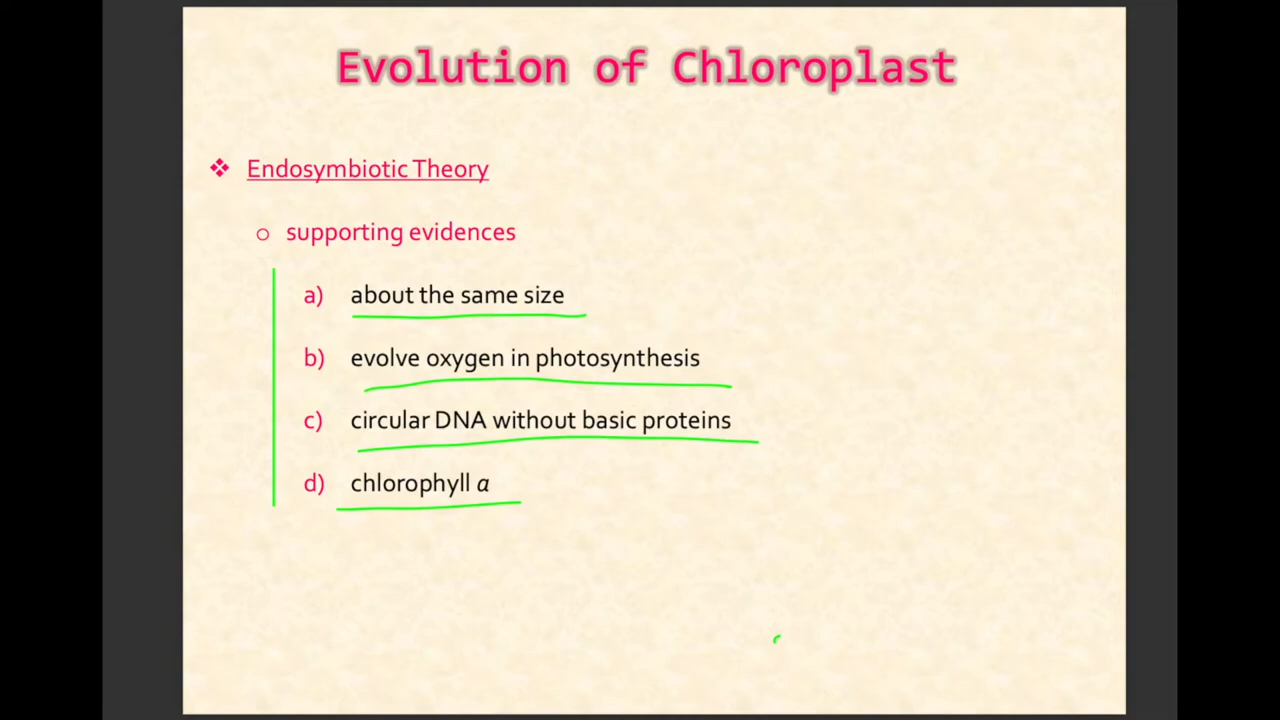 Evolution of Chloroplast
❖ Endosymbiotic Theory
o supporting evidences
a) about the same size
b) evolve oxygen in photosynthesis
c) circular DNA without basic proteins
d) chlorophyll a